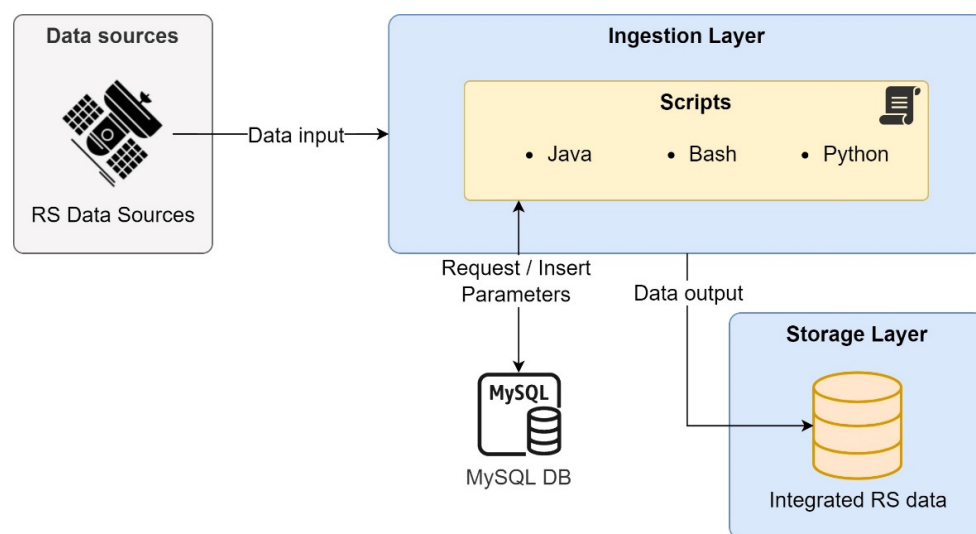 Data sources
RS Data Sources
Data input
Ingestion Layer
Scripts
• Java • Bash • Python
Request / Insert
Parameters
Data output
MySQL
MySQL DB
Storage Layer
Integrated RS data